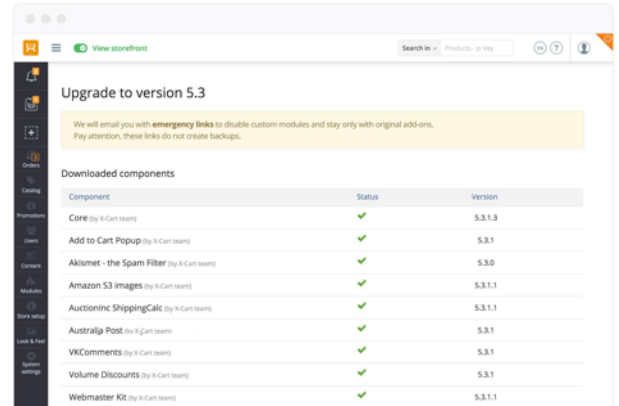 View storefront
Search in
Products - p: key
EN
?
Upgrade to version 5.3
We will email you with emergency links to disable custom modules and stay only with original add-ons.
Pay attention, these links do not create backups.
Downloaded components
Component Status Version
Core (by X-Cart team) 5.3.1.3
Add to Cart Popup (by X-Cart team) 5.3.1
Akismet - the Spam Filter (by X-Cart team) 5.3.0
Amazon S3 images (by X-Cart team) 5.3.1.1
AuctionInc ShippingCalc (by X-Cart team) 5.3.1.1
Australia Post (by X-Cart team) 5.3.1
VKComments (by X-Cart team) 5.3.1
Volume Discounts (by X-Cart team) 5.3.1
Webmaster Kit (by X-Cart team) 5.3.1.1
Orders
Catalog
Promotions
Users
Content
Modules
Store setup
Look & Feel
System
settings